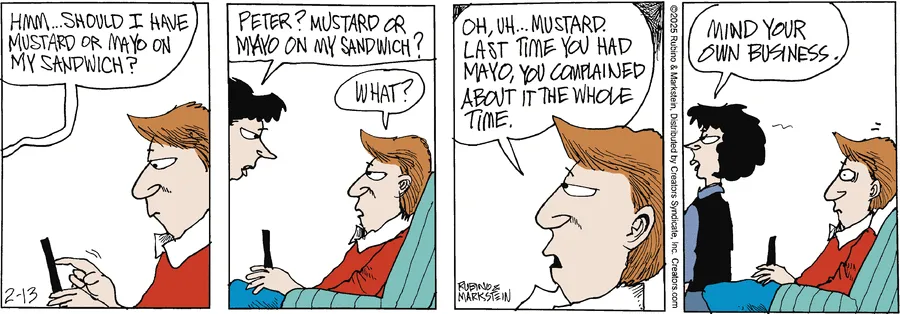 HMM...SHOULD I HAVE
MUSTARD OR MAYO ON
MY SANDWICH?
2-13
PETER? MUSTARD OR
MAYO ON MY SANDWICH?
WHAT?
OH, UH... MUSTARD.
LAST TIME YOU HAD
MAYO, YOU COMPLAINED
ABOUT IT THE WHOLE
TIME.
RUBINO &
MARKSTEIN
©2025 Rubino & Markstein, Distributed by Creators Syndicate, Inc. Creators.com
MIND YOUR
OWN BUSINESS.